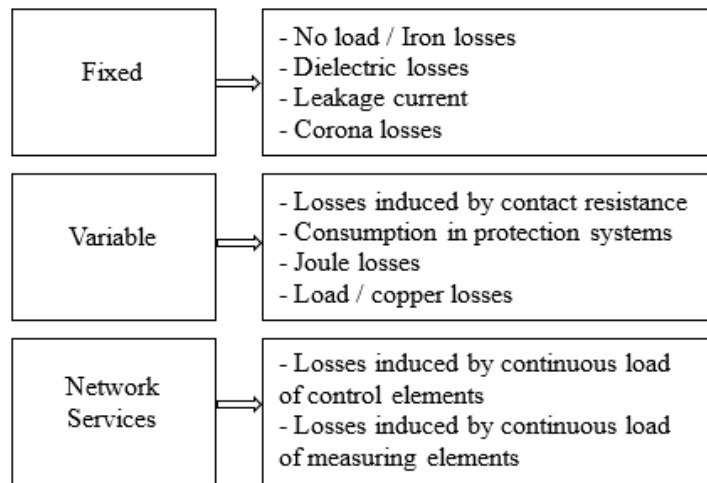 Fixed
- No load / Iron losses
- Dielectric losses
- Leakage current
- Corona losses
Variable
- Losses induced by contact resistance
- Consumption in protection systems
- Joule losses
- Load / copper losses
Network
Services
- Losses induced by continuous load
of control elements
- Losses induced by continuous load
of measuring elements